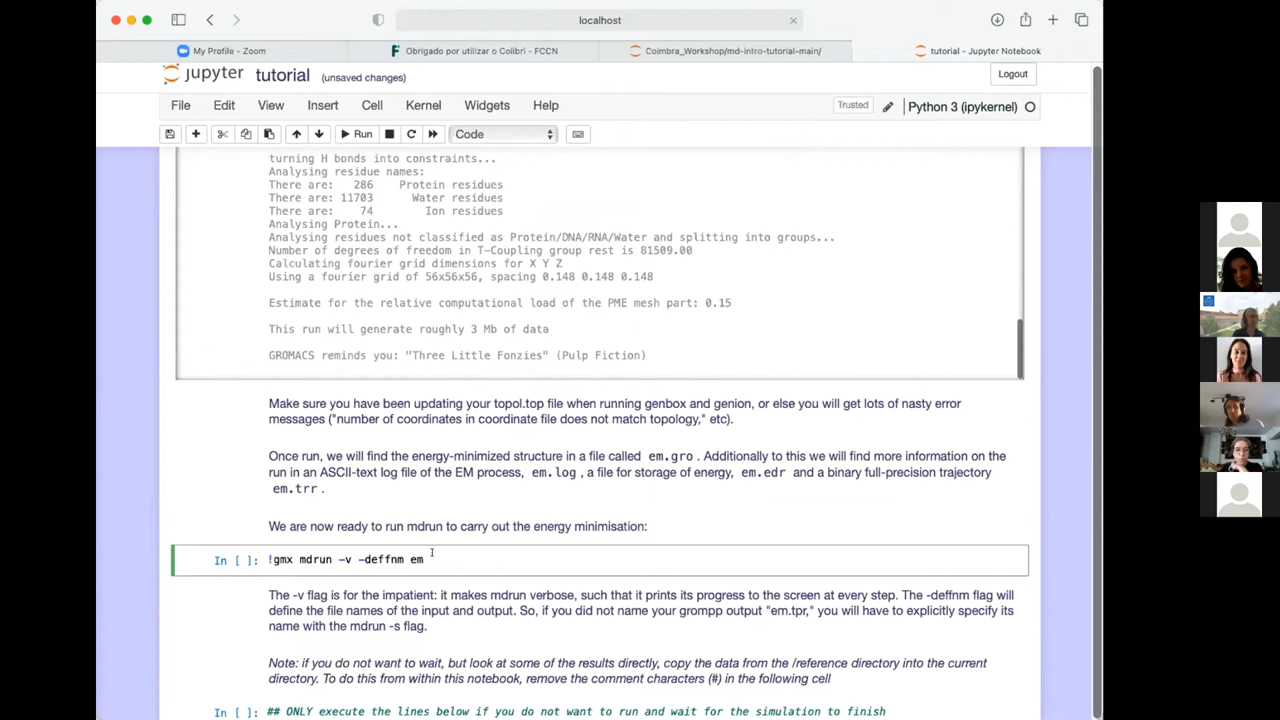 localhost
My Profile - Zoom
Obrigado por utilizar o Colibri - FCCN
Coimbra_Workshop/md-intro-tutorial-main/
tutorial - Jupyter Notebook
jupyter tutorial (unsaved changes)
Logout
File Edit View Insert Cell Kernel Widgets Help
Trusted
Python 3 (ipykernel)
Run
Code
turning H bonds into constraints...
Analysing residue names:
There are: 286 Protein residues
There are: 11703 Water residues
There are: 74 Ion residues
Analysing Protein...
Analysing residues not classified as Protein/DNA/RNA/Water and splitting into groups...
Number of degrees of freedom in T-Coupling group rest is 81509.00
Calculating fourier grid dimensions for X Y Z
Using a fourier grid of 56x56x56, spacing 0.148 0.148 0.148
Estimate for the relative computational load of the PME mesh part: 0.15
This run will generate roughly 3 Mb of data
GROMACS reminds you: "Three Little Fonzies" (Pulp Fiction)
Make sure you have been updating your topol.top file when running genbox and genion, or else you will get lots of nasty error
messages ("number of coordinates in coordinate file does not match topology," etc).
Once run, we will find the energy-minimized structure in a file called em.gro . Additionally to this we will find more information on the
run in an ASCII-text log file of the EM process, em.log , a file for storage of energy, em.edr and a binary full-precision trajectory
em.trr .
We are now ready to run mdrun to carry out the energy minimisation:
In [ ]: !gmx mdrun -v -deffnm em
The -v flag is for the impatient: it makes mdrun verbose, such that it prints its progress to the screen at every step. The -deffnm flag will
define the file names of the input and output. So, if you did not name your grompp output "em.tpr," you will have to explicitly specify its
name with the mdrun -s flag.
Note: if you do not want to wait, but look at some of the results directly, copy the data from the /reference directory into the current
directory. To do this from within this notebook, remove the comment characters (#) in the following cell
In [ ]: ## ONLY execute the lines below if you do not want to run and wait for the simulation to finish